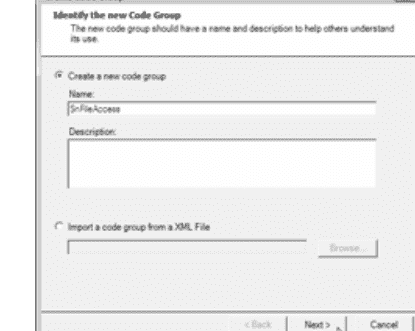 Identify the new Code Group
The new code group should have a name and description to help others understand
its use.
Create a new code group
Name:
SnFileAccess
Description:
Import a code group from a XML File
Browse...
< Back
Next >
Cancel